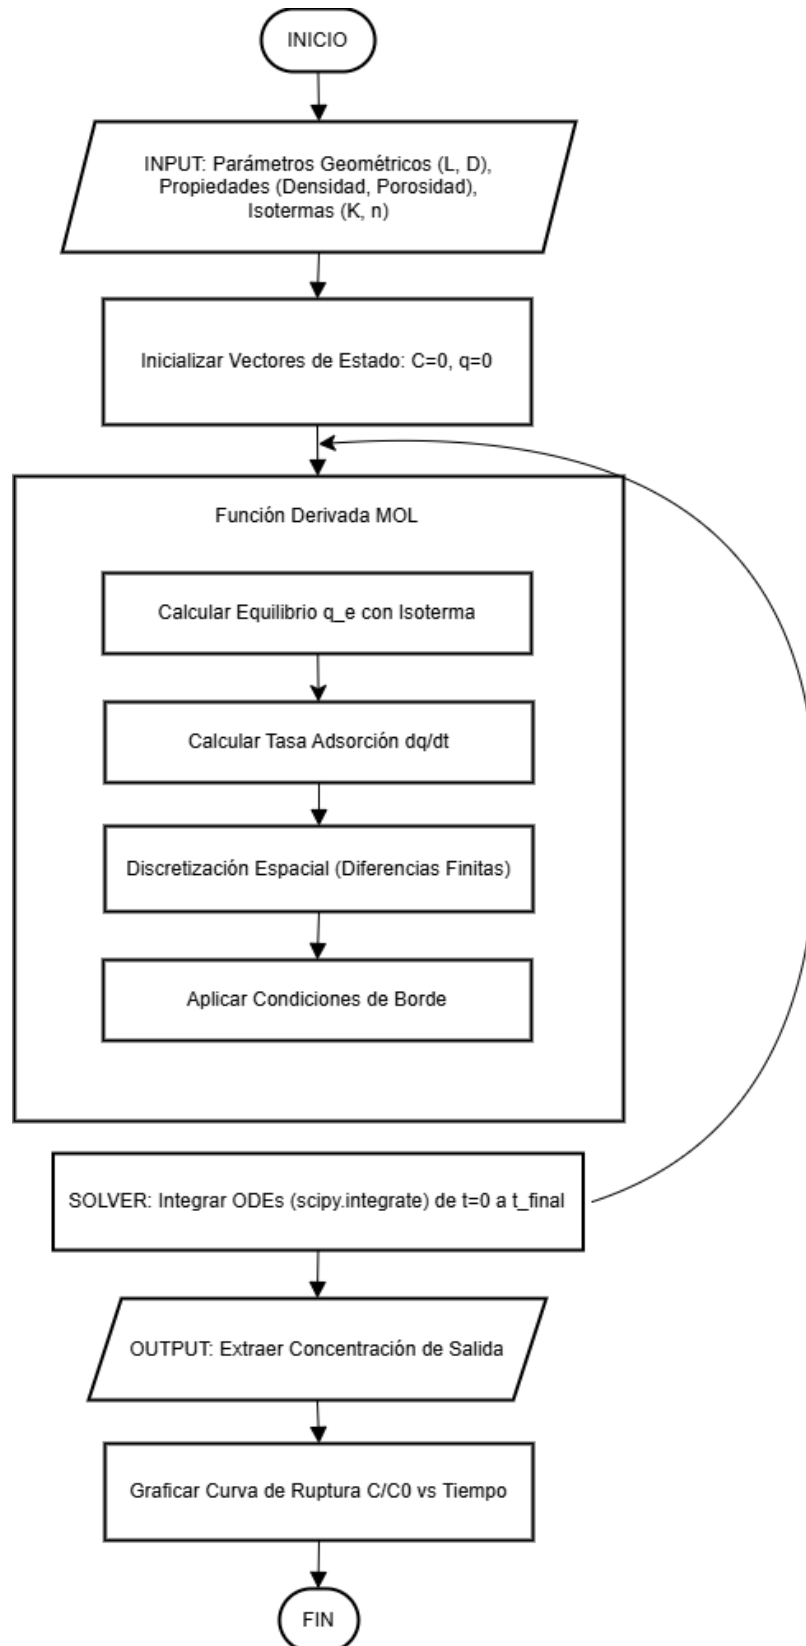 INICIO
INPUT: Parámetros Geométricos (L, D),
Propiedades (Densidad, Porosidad),
Isotermas (K, n)
Inicializar Vectores de Estado: C=0, q=0
Función Derivada MOL
Calcular Equilibrio q_e con Isoterma
Calcular Tasa Adsorción dq/dt
Discretización Espacial (Diferencias Finitas)
Aplicar Condiciones de Borde
SOLVER: Integrar ODEs (scipy.integrate) de t=0 a t_final
OUTPUT: Extraer Concentración de Salida
Graficar Curva de Ruptura C/C0 vs Tiempo
FIN